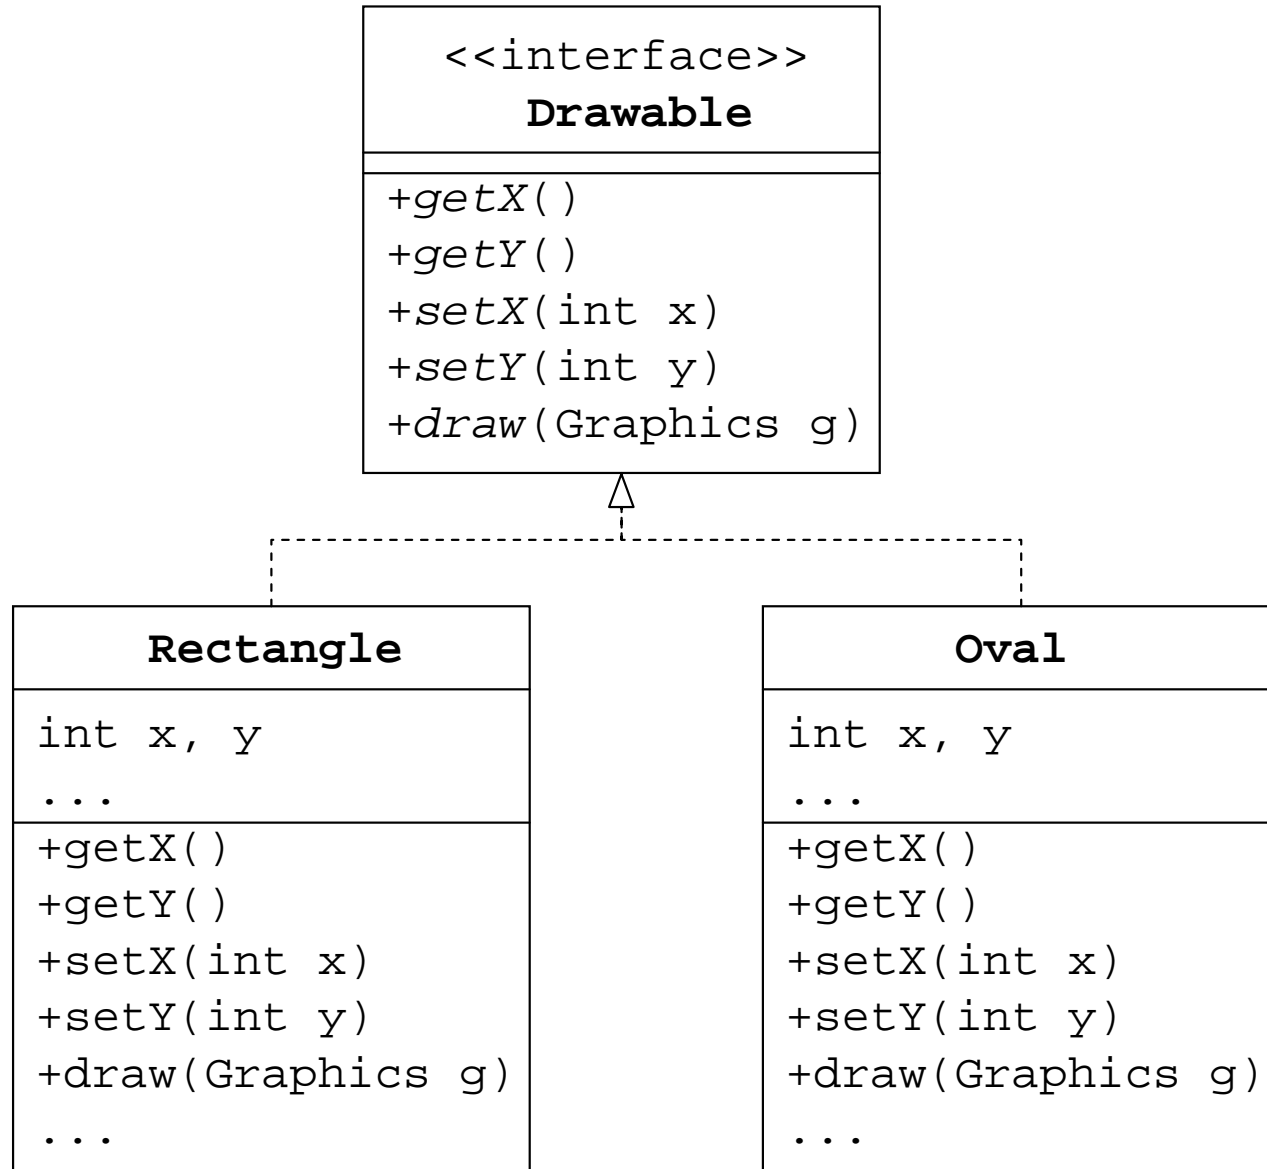 <<interface>>
Drawable
+getX()
+getY()
+setX(int x)
+setY(int y)
+draw(Graphics g)
Rectangle
int x, y
...
+getX()
+getY()
+setX(int x)
+setY(int y)
+draw(Graphics g)
...
Oval
int x, y
...
+getX()
+getY()
+setX(int x)
+setY(int y)
+draw(Graphics g)
...